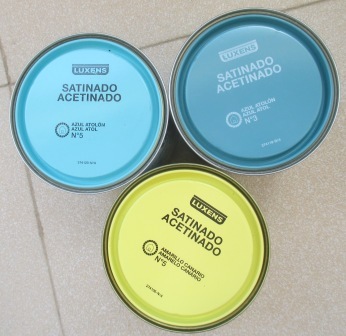 LUXENS
SATINADO
ACETINADO
AZUL ATOLÓN
AZUL ATOL
Nº5
LUXENS
SATINADO
ACETINADO
AZUL ATOLÓN
AZUL ATOL
Nº3
LUXENS
SATINADO
ACETINADO
AMARILLO CANARIO
AMARELO CANÁRIO
Nº5